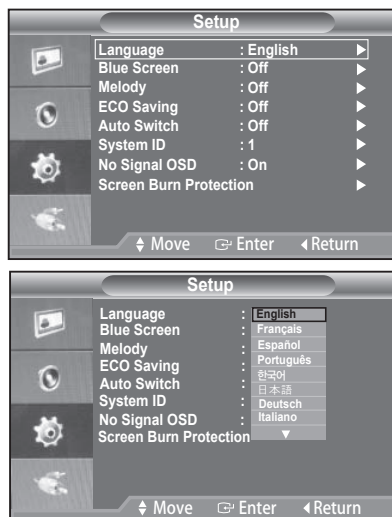 Setup
Language : English
Blue Screen : Off
Melody : Off
ECO Saving : Off
Auto Switch : Off
System ID : 1
No Signal OSD : On
Screen Burn Protection
Move Enter Return
Setup
Language : English
Blue Screen : Français
Melody : Español
ECO Saving : Português
한국어
Auto Switch : 日本語
System ID : Deutsch
No Signal OSD : Italiano
Screen Burn Protection
Move Enter Return